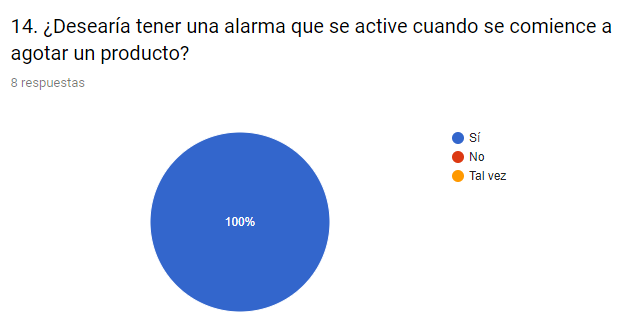 14. ¿Desearía tener una alarma que se active cuando se comience a
agotar un producto?
8 respuestas
Sí
No
Tal vez
100%